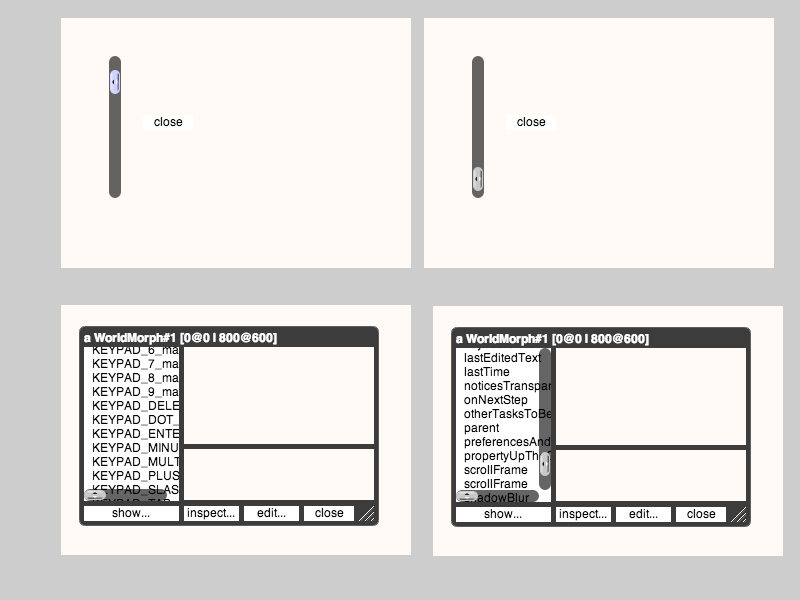 close
close
a WorldMorph#1 [0@0 | 800@600]
KEYPAD_6_ma
KEYPAD_7_ma
KEYPAD_8_ma
KEYPAD_9_ma
KEYPAD_DELE
KEYPAD_DOT_
KEYPAD_ENTE
KEYPAD_MINU
KEYPAD_MULT
KEYPAD_PLUS
KEYPAD_SLAS
show...
inspect...
edit...
close
a WorldMorph#1 [0@0 | 800@600]
lastEditedText
lastTime
noticesTranspar
onNextStep
otherTasksToBe
parent
preferencesAnd
propertyUpTh
scrollFrame
scrollFrame
shadowBlur
show...
inspect...
edit...
close